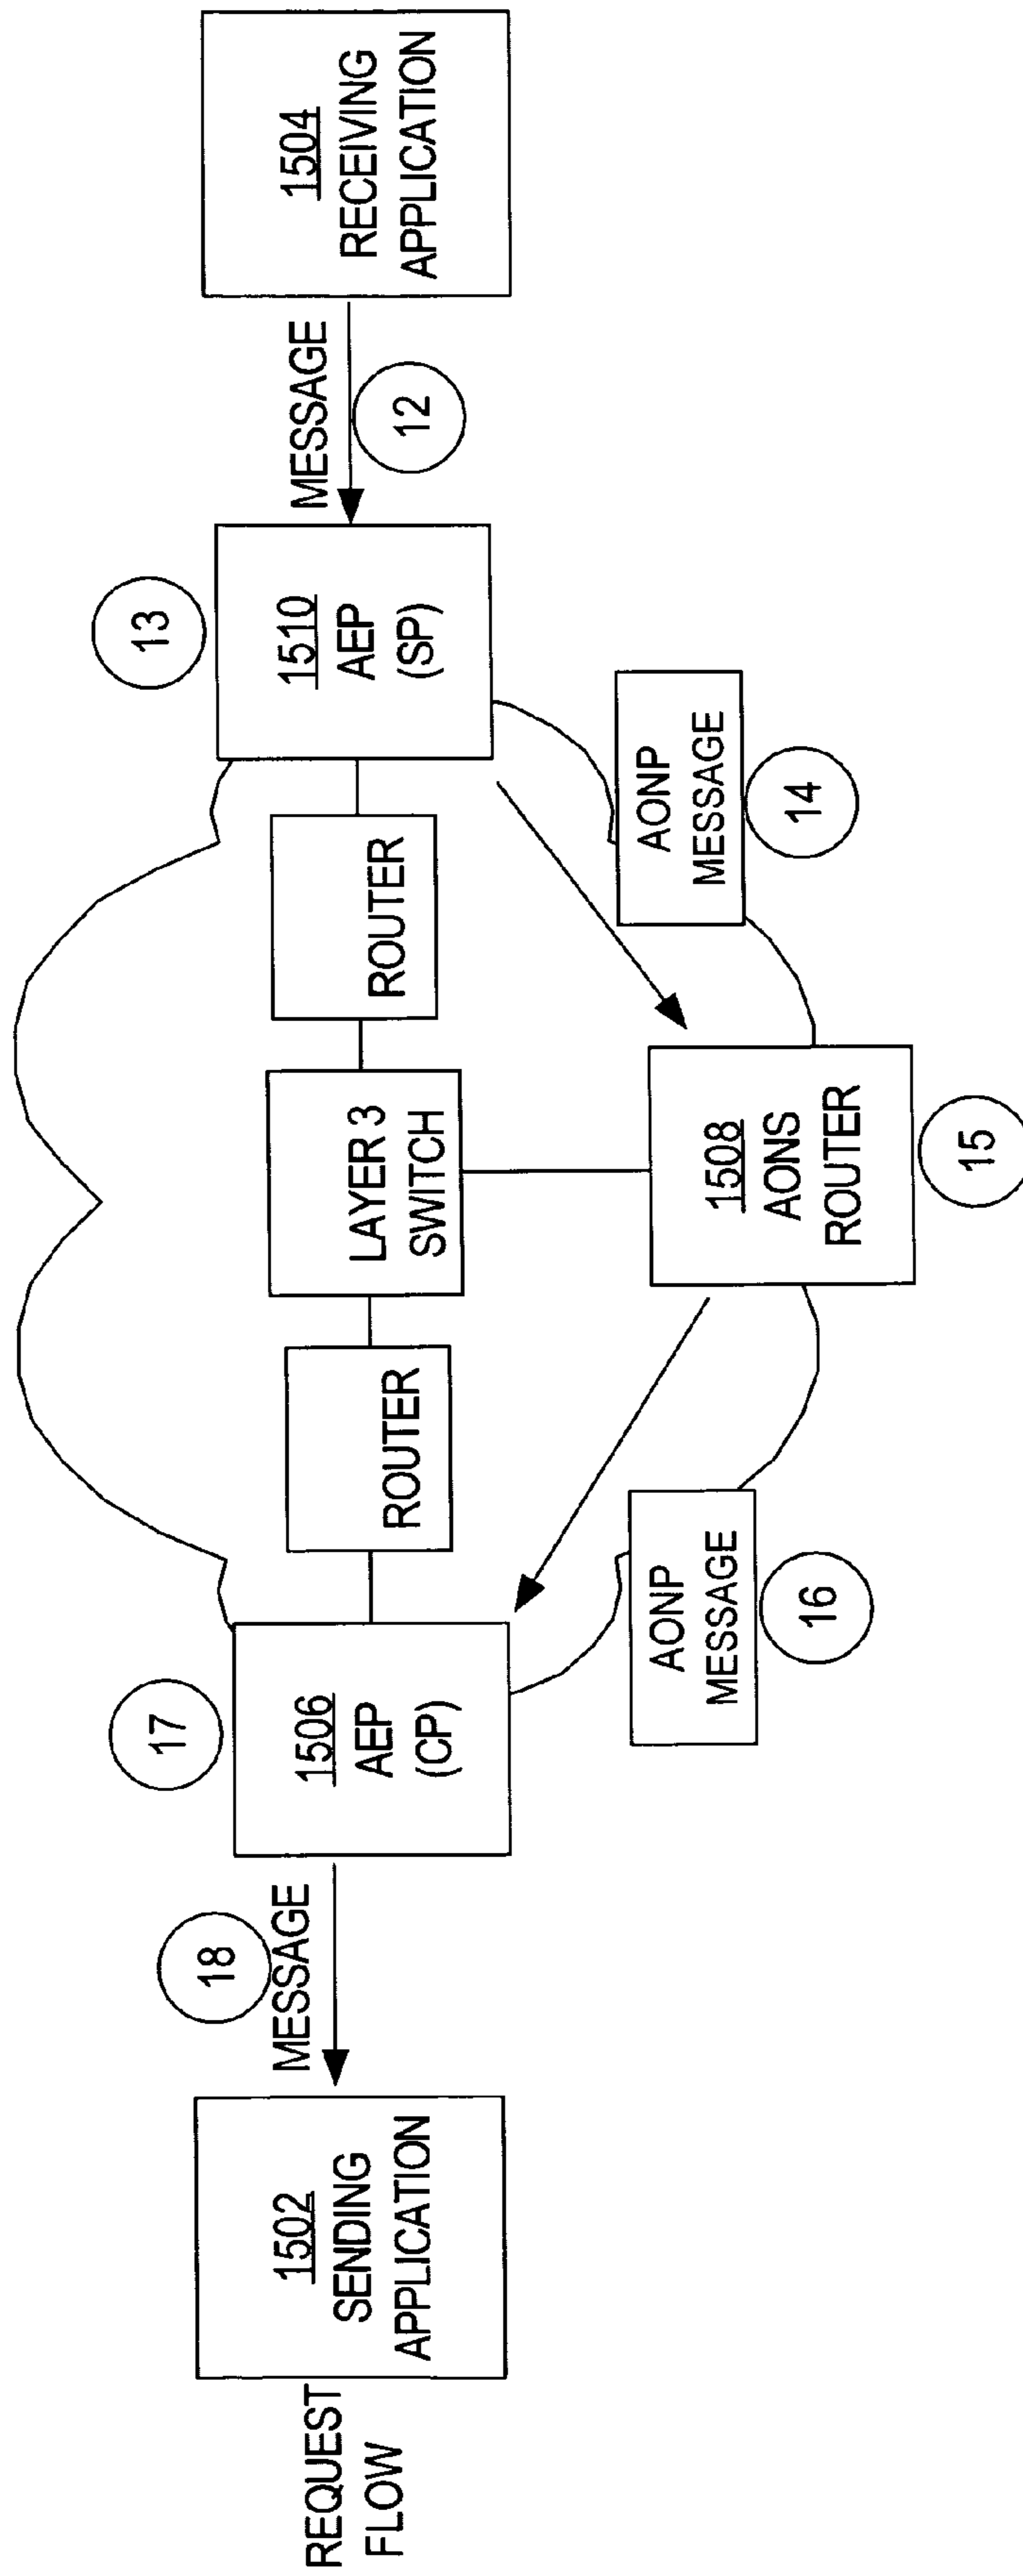 REQUEST
FLOW
1502
SENDING
APPLICATION
18
MESSAGE
17
1506
AEP
(CP)
ROUTER
LAYER 3
SWITCH
ROUTER
13
1510
AEP
(SP)
MESSAGE
12
1504
RECEIVING
APPLICATION
AONP
MESSAGE
16
1508
AONS
ROUTER
15
AONP
MESSAGE
14